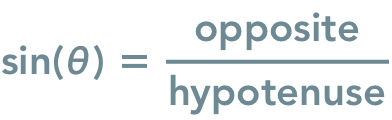 opposite
sin(θ) =
hypotenuse